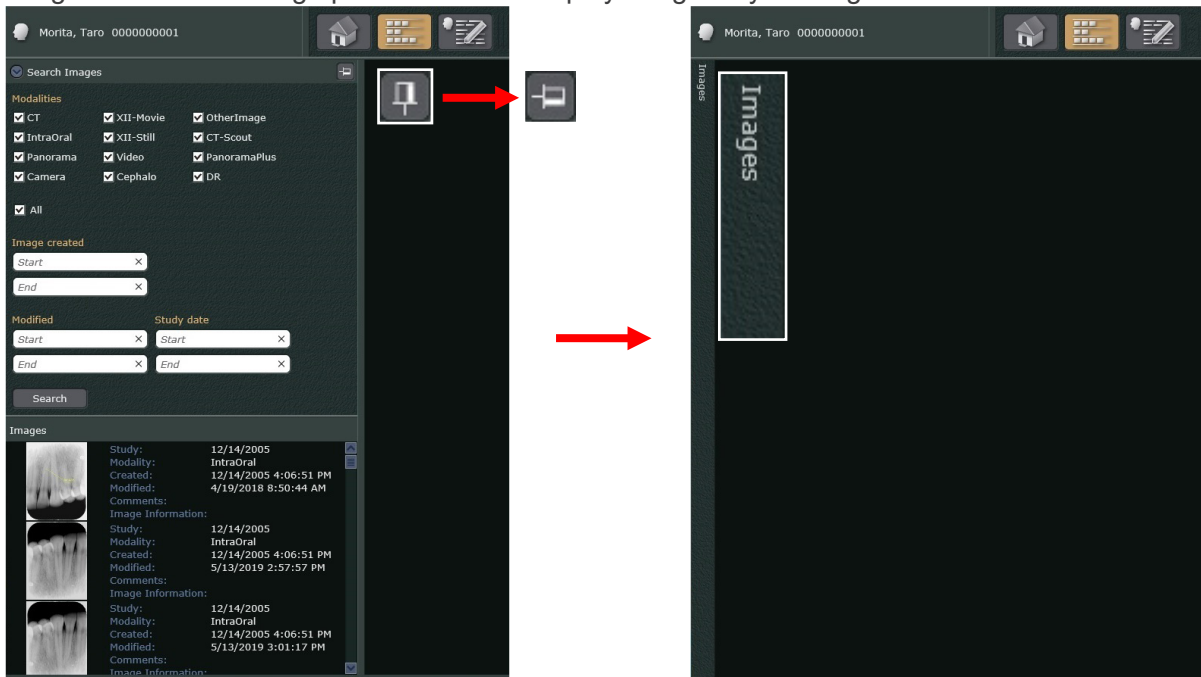 Morita, Taro 0000000001
Search Images
Modalities
CT XII-Movie OtherImage
IntraOral XII-Still CT-Scout
Panorama Video PanoramaPlus
Camera Cephalo DR
All
Image created
Start
End
Modified Study date
Start Start
End End
Search
Images
Study: 12/14/2005
Modality: IntraOral
Created: 12/14/2005 4:06:51 PM
Modified: 4/19/2018 8:50:44 AM
Comments:
Image Information:
Study: 12/14/2005
Modality: IntraOral
Created: 12/14/2005 4:06:51 PM
Modified: 5/13/2019 2:57:57 PM
Comments:
Image Information:
Study: 12/14/2005
Modality: IntraOral
Created: 12/14/2005 4:06:51 PM
Modified: 5/13/2019 3:01:17 PM
Comments:
Image Information:
Morita, Taro 0000000001
Images
Images